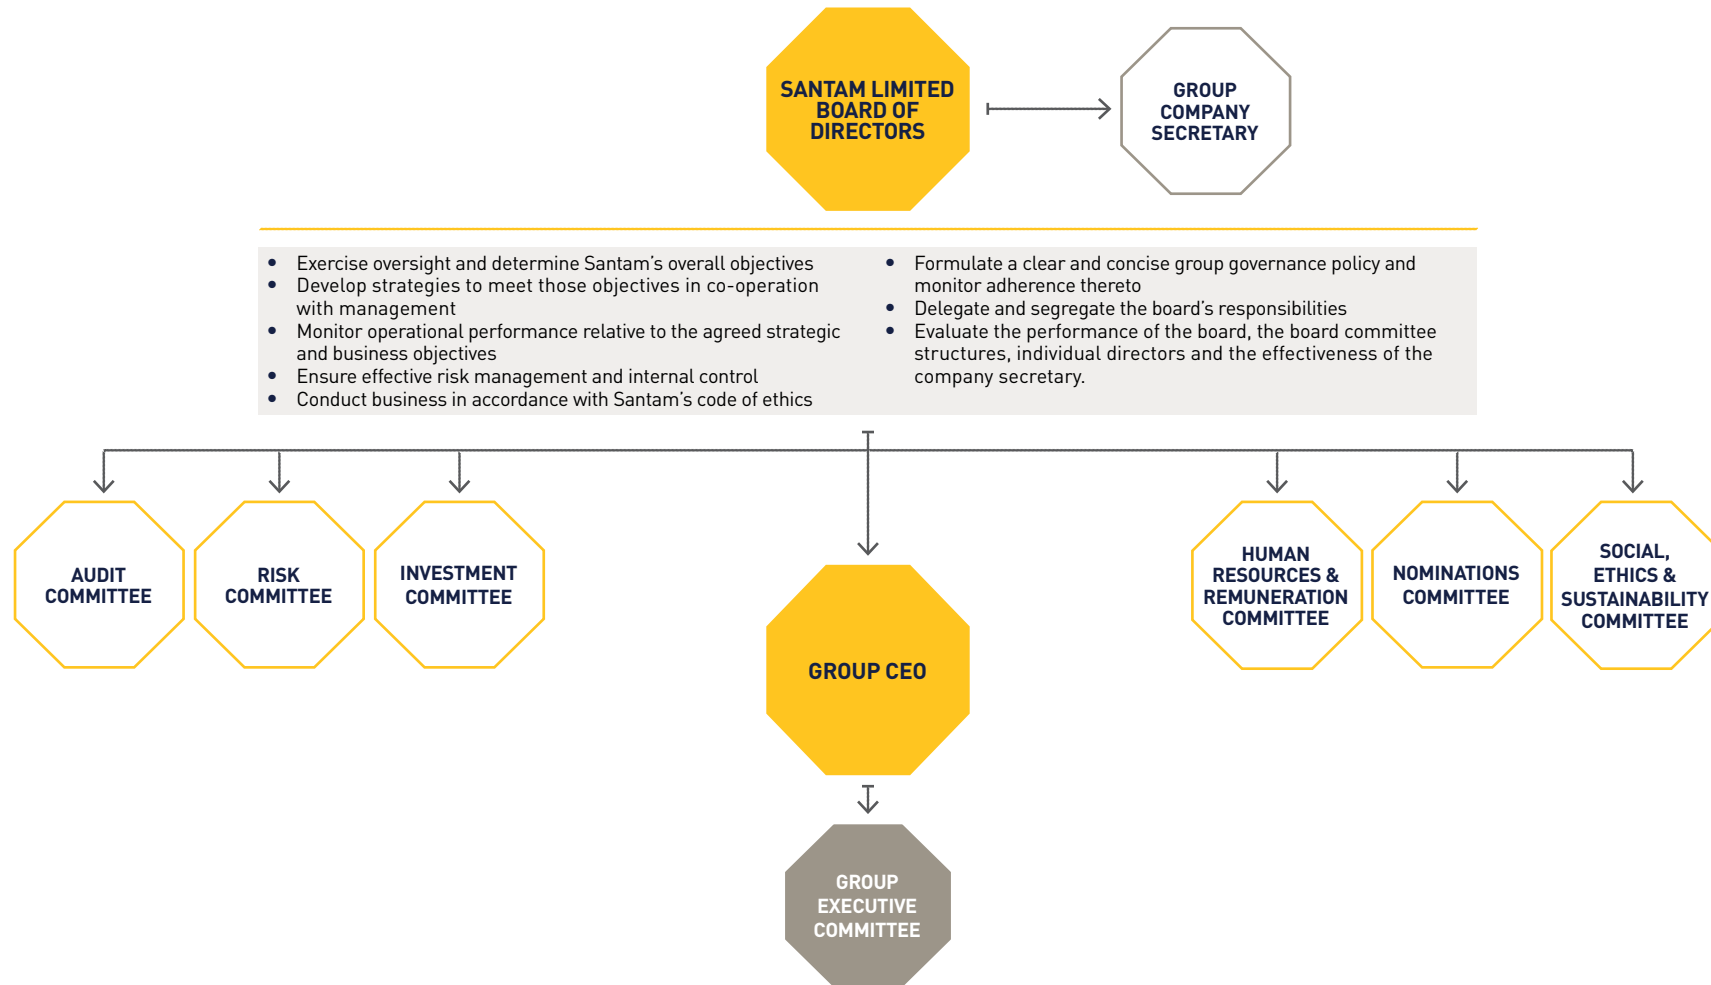 SANTAM LIMITED
BOARD OF
DIRECTORS
GROUP
COMPANY
SECRETARY
• Exercise oversight and determine Santam’s overall objectives
• Develop strategies to meet those objectives in co-operation
with management
• Monitor operational performance relative to the agreed strategic
and business objectives
• Ensure effective risk management and internal control
• Conduct business in accordance with Santam’s code of ethics
• Formulate a clear and concise group governance policy and
monitor adherence thereto
• Delegate and segregate the board’s responsibilities
• Evaluate the performance of the board, the board committee
structures, individual directors and the effectiveness of the
company secretary.
AUDIT
COMMITTEE
RISK
COMMITTEE
INVESTMENT
COMMITTEE
HUMAN
RESOURCES &
REMUNERATION
COMMITTEE
NOMINATIONS
COMMITTEE
SOCIAL,
ETHICS &
SUSTAINABILITY
COMMITTEE
GROUP CEO
GROUP
EXECUTIVE
COMMITTEE